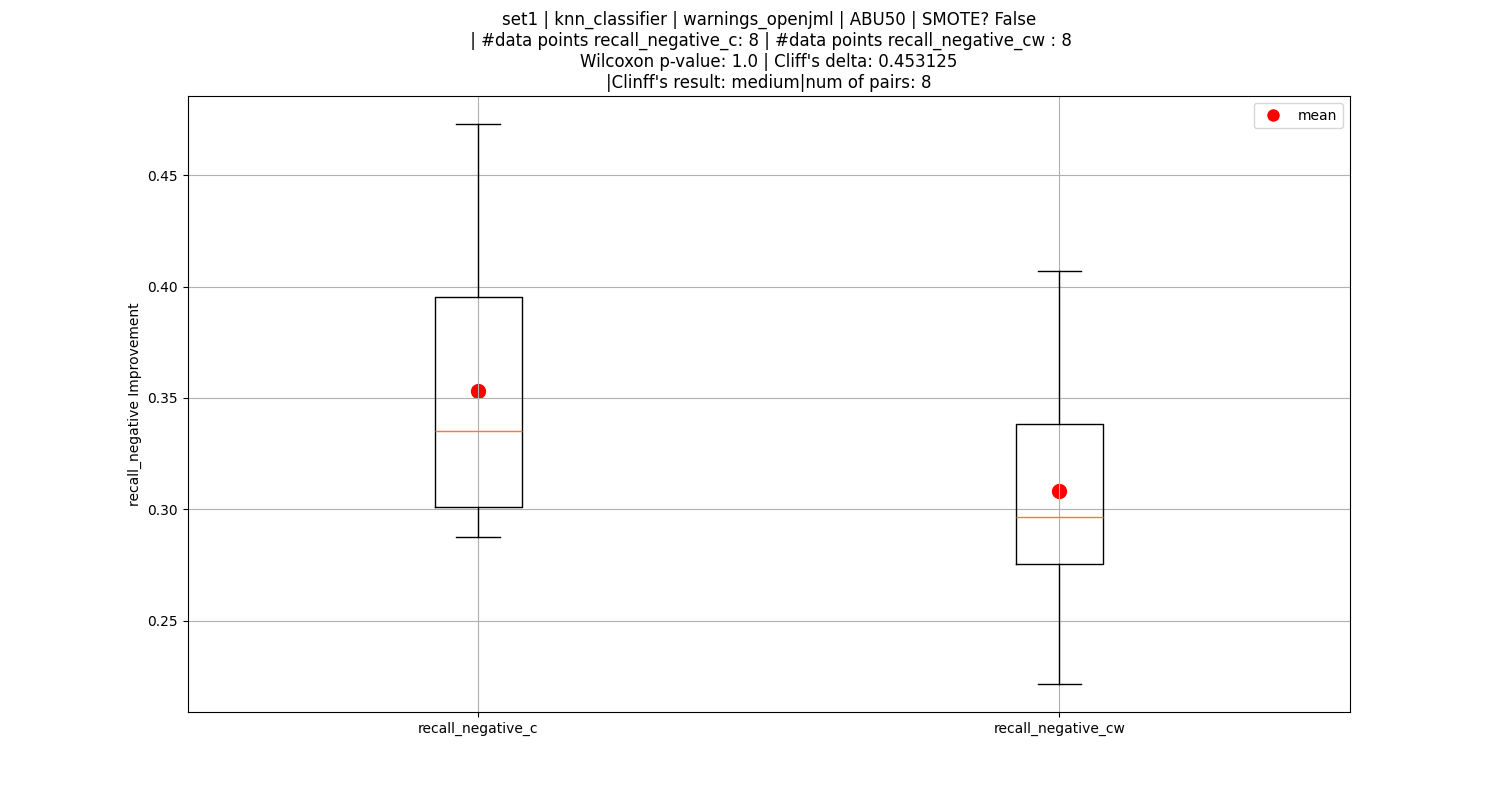 set1 | knn_classifier | warnings_openjml | ABU50 | SMOTE? False
| #data points recall_negative_c: 8 | #data points recall_negative_cw : 8
Wilcoxon p-value: 1.0 | Cliff's delta: 0.453125
|Clinff's result: medium|num of pairs: 8
mean
0.45
0.40
0.35
0.30
0.25
recall_negative Improvement
recall_negative_c
recall_negative_cw